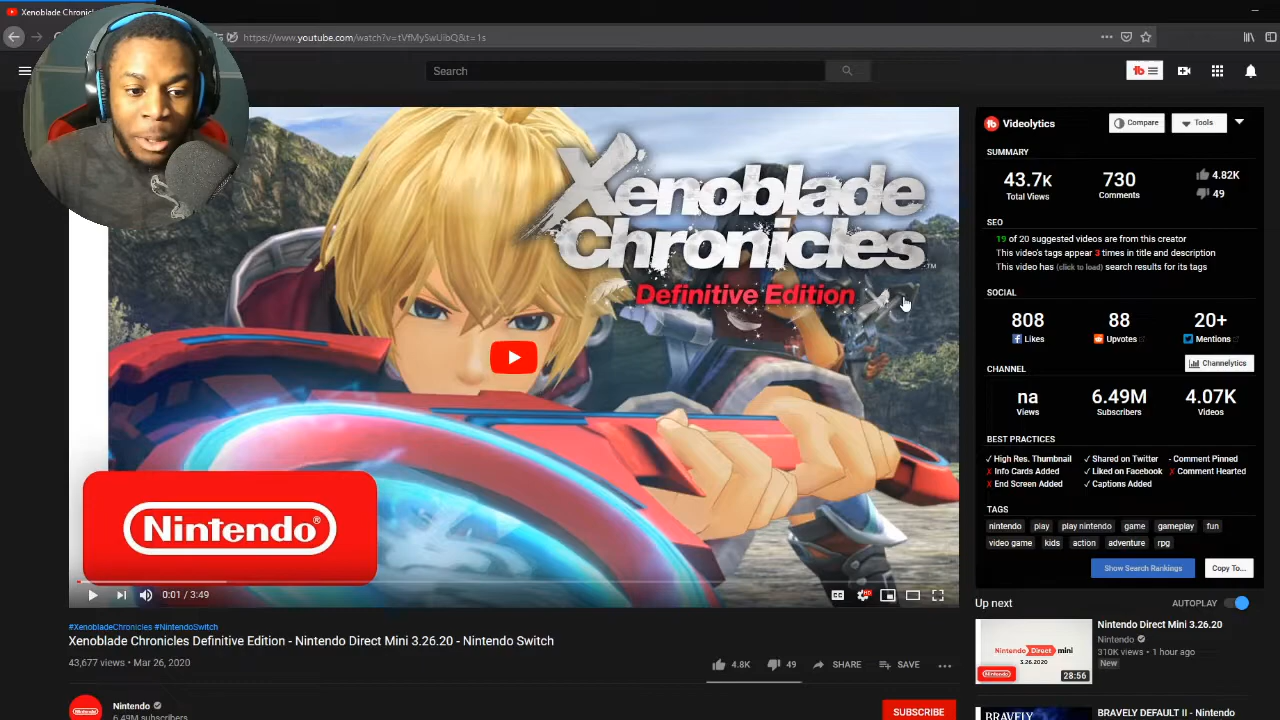 Xenoblade Chronicl
https://www.youtube.com/watch?v=tVfMySwUibQ&t=1s
Search
Xenoblade
Chronicles™
Definitive Edition
Nintendo®
0:01 / 3:49
#XenobladeChronicles #NintendoSwitch
Xenoblade Chronicles Definitive Edition - Nintendo Direct Mini 3.26.20 - Nintendo Switch
43,677 views • Mar 26, 2020
4.8K 49 SHARE SAVE
Nintendo
Nintendo
6.49M subscribers
SUBSCRIBE
Videolytics Compare Tools
SUMMARY
43.7K 730 4.82K
Total Views Comments 49
SEO
19 of 20 suggested videos are from this creator
This video's tags appear 3 times in title and description
This video has (click to load) search results for its tags
SOCIAL
808 88 20+
Likes Upvotes Mentions
CHANNEL Channelytics
na 6.49M 4.07K
Views Subscribers Videos
BEST PRACTICES
✓ High Res. Thumbnail ✓ Shared on Twitter - Comment Pinned
✗ Info Cards Added ✓ Liked on Facebook ✗ Comment Hearted
✗ End Screen Added ✓ Captions Added
TAGS
nintendo play play nintendo game gameplay fun
video game kids action adventure rpg
Show Search Rankings Copy To...
Up next AUTOPLAY
Nintendo Direct mini
3.26.2020
Nintendo
28:56
Nintendo Direct Mini 3.26.20
Nintendo
310K views • 1 hour ago
New
BRAVELY
BRAVELY DEFAULT II - Nintendo